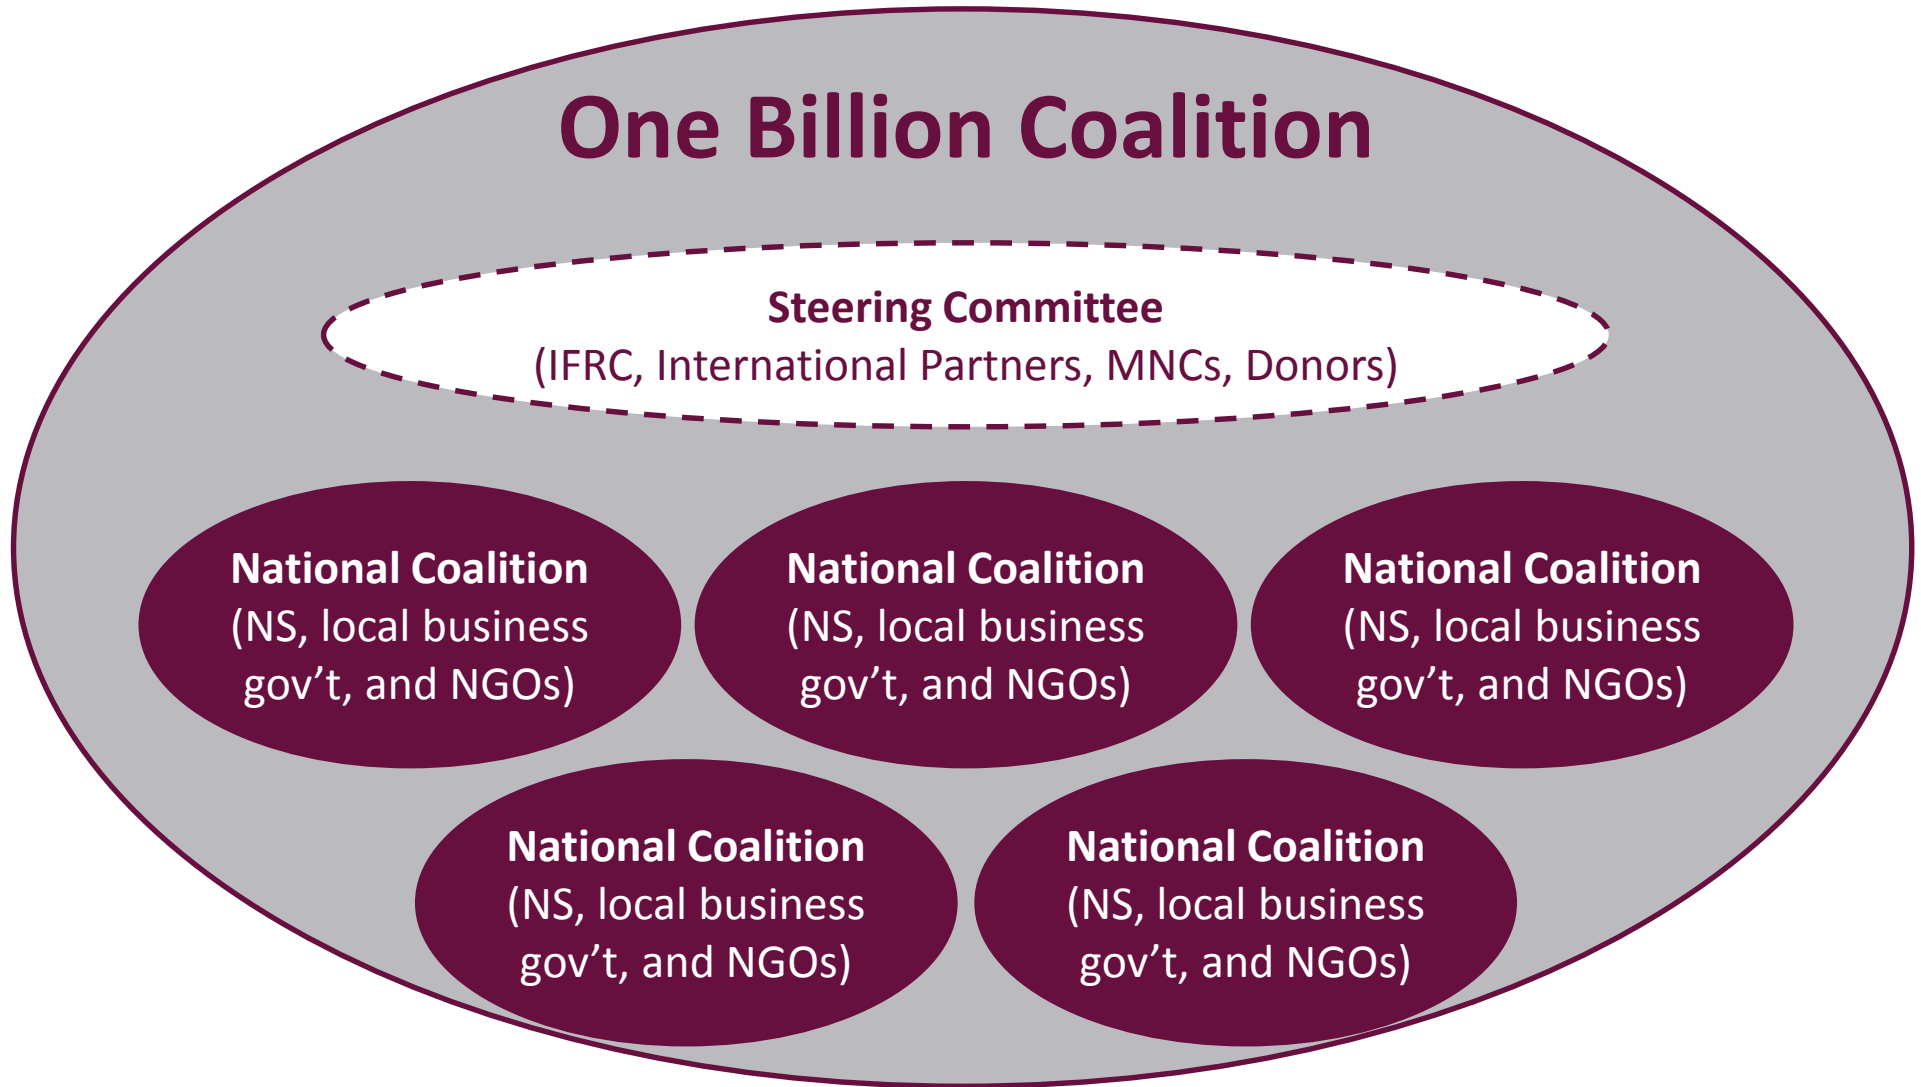 One Billion Coalition
Steering Committee
(IFRC, International Partners, MNCs, Donors)
National Coalition
(NS, local business
gov’t, and NGOs)
National Coalition
(NS, local business
gov’t, and NGOs)
National Coalition
(NS, local business
gov’t, and NGOs)
National Coalition
(NS, local business
gov’t, and NGOs)
National Coalition
(NS, local business
gov’t, and NGOs)